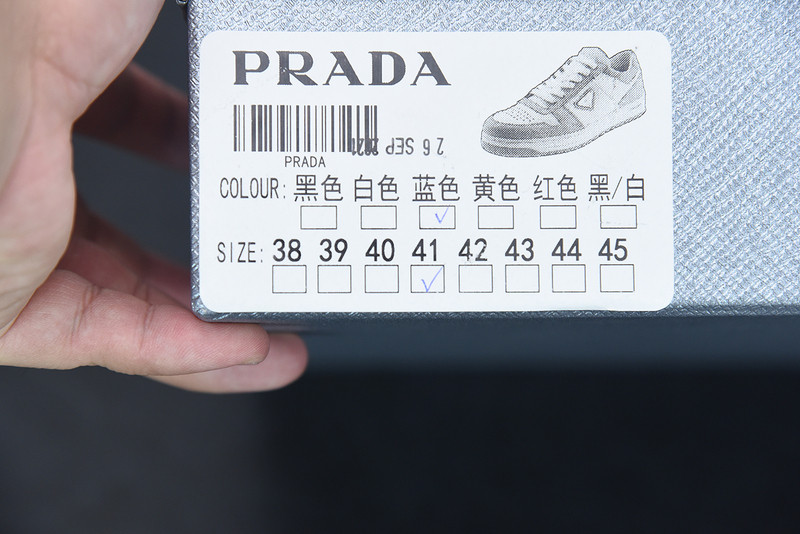 PRADA
26 SEP 2021
PRADA
COLOUR: 黑色 白色 蓝色 黄色 红色 黑/白
SIZE: 38 39 40 41 42 43 44 45